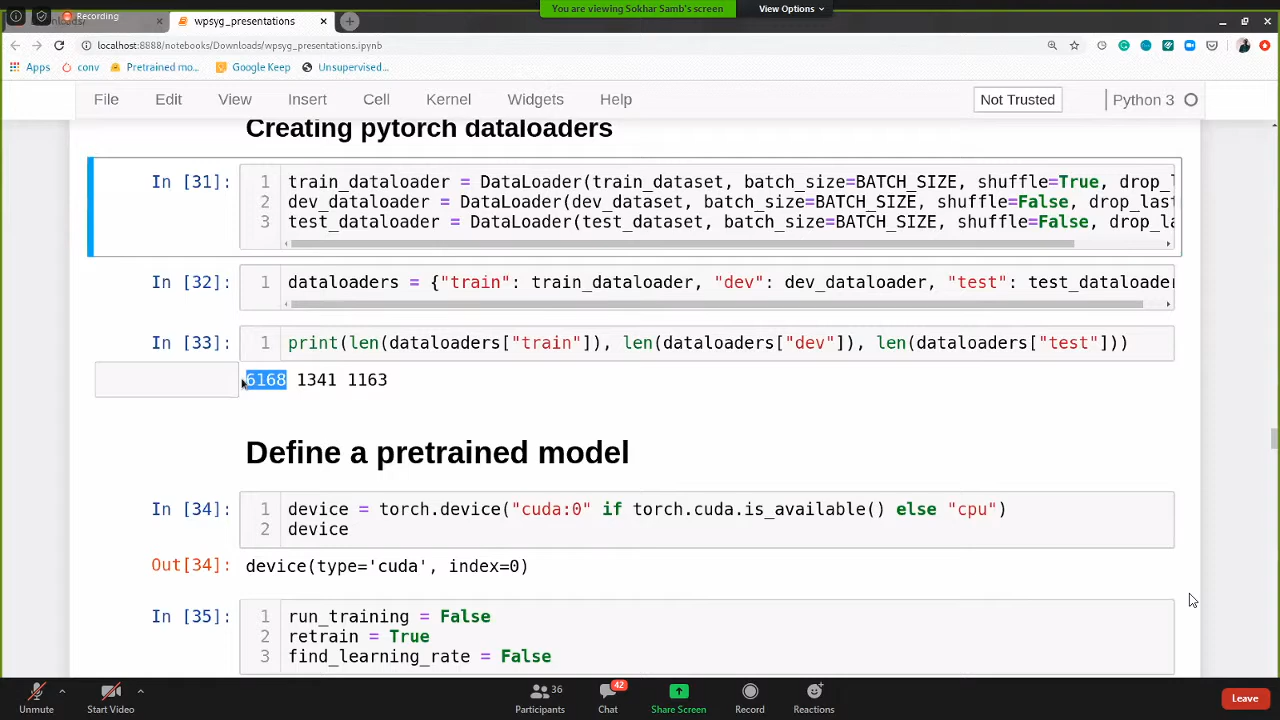 Recording
You are viewing Sokhar Samb's screen
View Options
wpsyg_presentations
localhost:8888/notebooks/Downloads/wpsyg_presentations.ipynb
Apps
conv
Pretrained mo...
Google Keep
Unsupervised...
File Edit View Insert Cell Kernel Widgets Help
Not Trusted
Python 3
Creating pytorch dataloaders
In [31]:
1 train_dataloader = DataLoader(train_dataset, batch_size=BATCH_SIZE, shuffle=True, drop_l
2 dev_dataloader = DataLoader(dev_dataset, batch_size=BATCH_SIZE, shuffle=False, drop_last
3 test_dataloader = DataLoader(test_dataset, batch_size=BATCH_SIZE, shuffle=False, drop_la
In [32]:
1 dataloaders = {"train": train_dataloader, "dev": dev_dataloader, "test": test_dataloader
In [33]:
1 print(len(dataloaders["train"]), len(dataloaders["dev"]), len(dataloaders["test"]))
6168 1341 1163
Define a pretrained model
In [34]:
1 device = torch.device("cuda:0" if torch.cuda.is_available() else "cpu")
2 device
Out[34]: device(type='cuda', index=0)
In [35]:
1 run_training = False
2 retrain = True
3 find_learning_rate = False
36
42
Unmute
Start Video
Participants
Chat
Share Screen
Record
Reactions
Leave